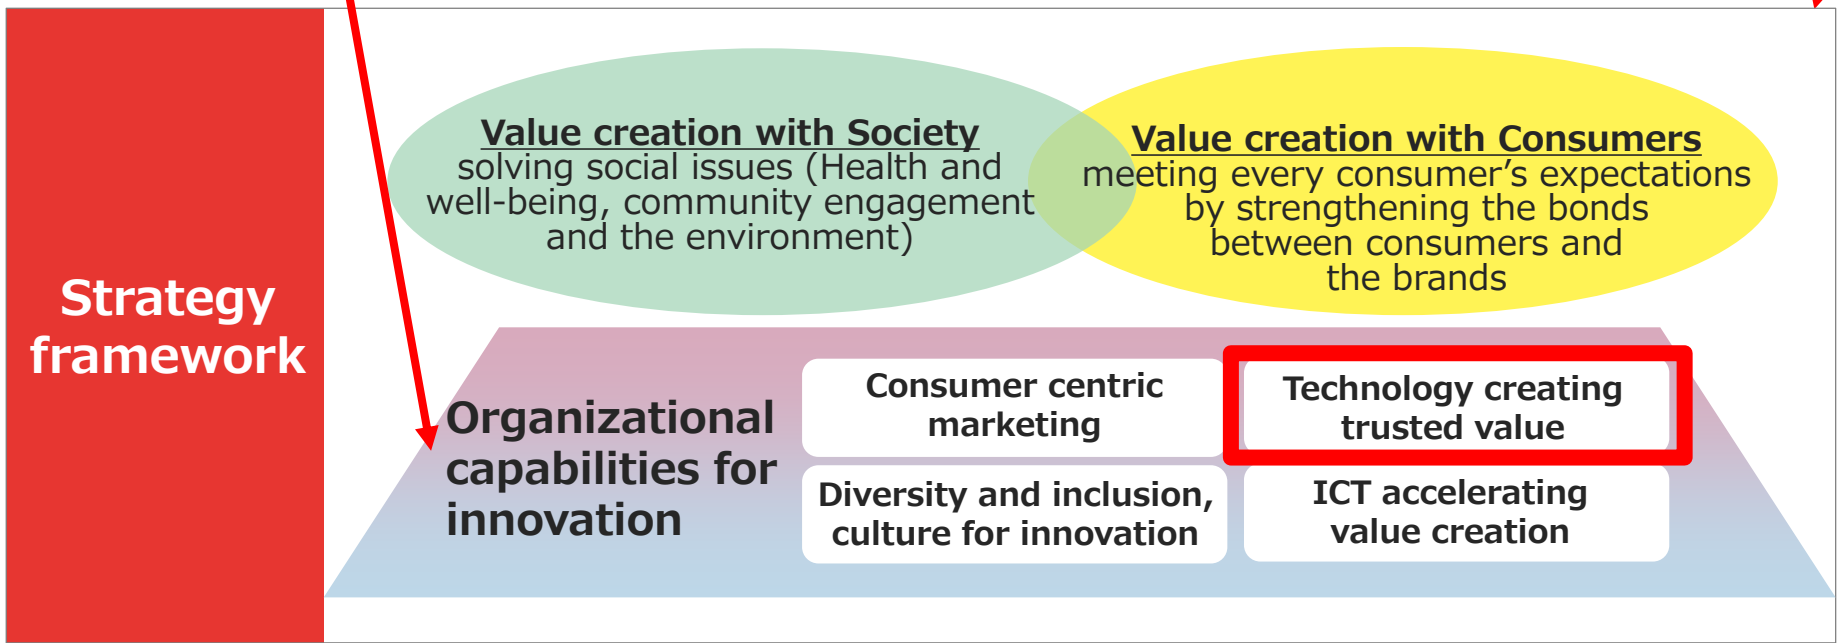 Strategy
framework
Value creation with Society
solving social issues (Health and
well-being, community engagement
and the environment)
Value creation with Consumers
meeting every consumer’s expectations
by strengthening the bonds
between consumers and
the brands
Organizational
capabilities for
innovation
Consumer centric
marketing
Technology creating
trusted value
Diversity and inclusion,
culture for innovation
ICT accelerating
value creation